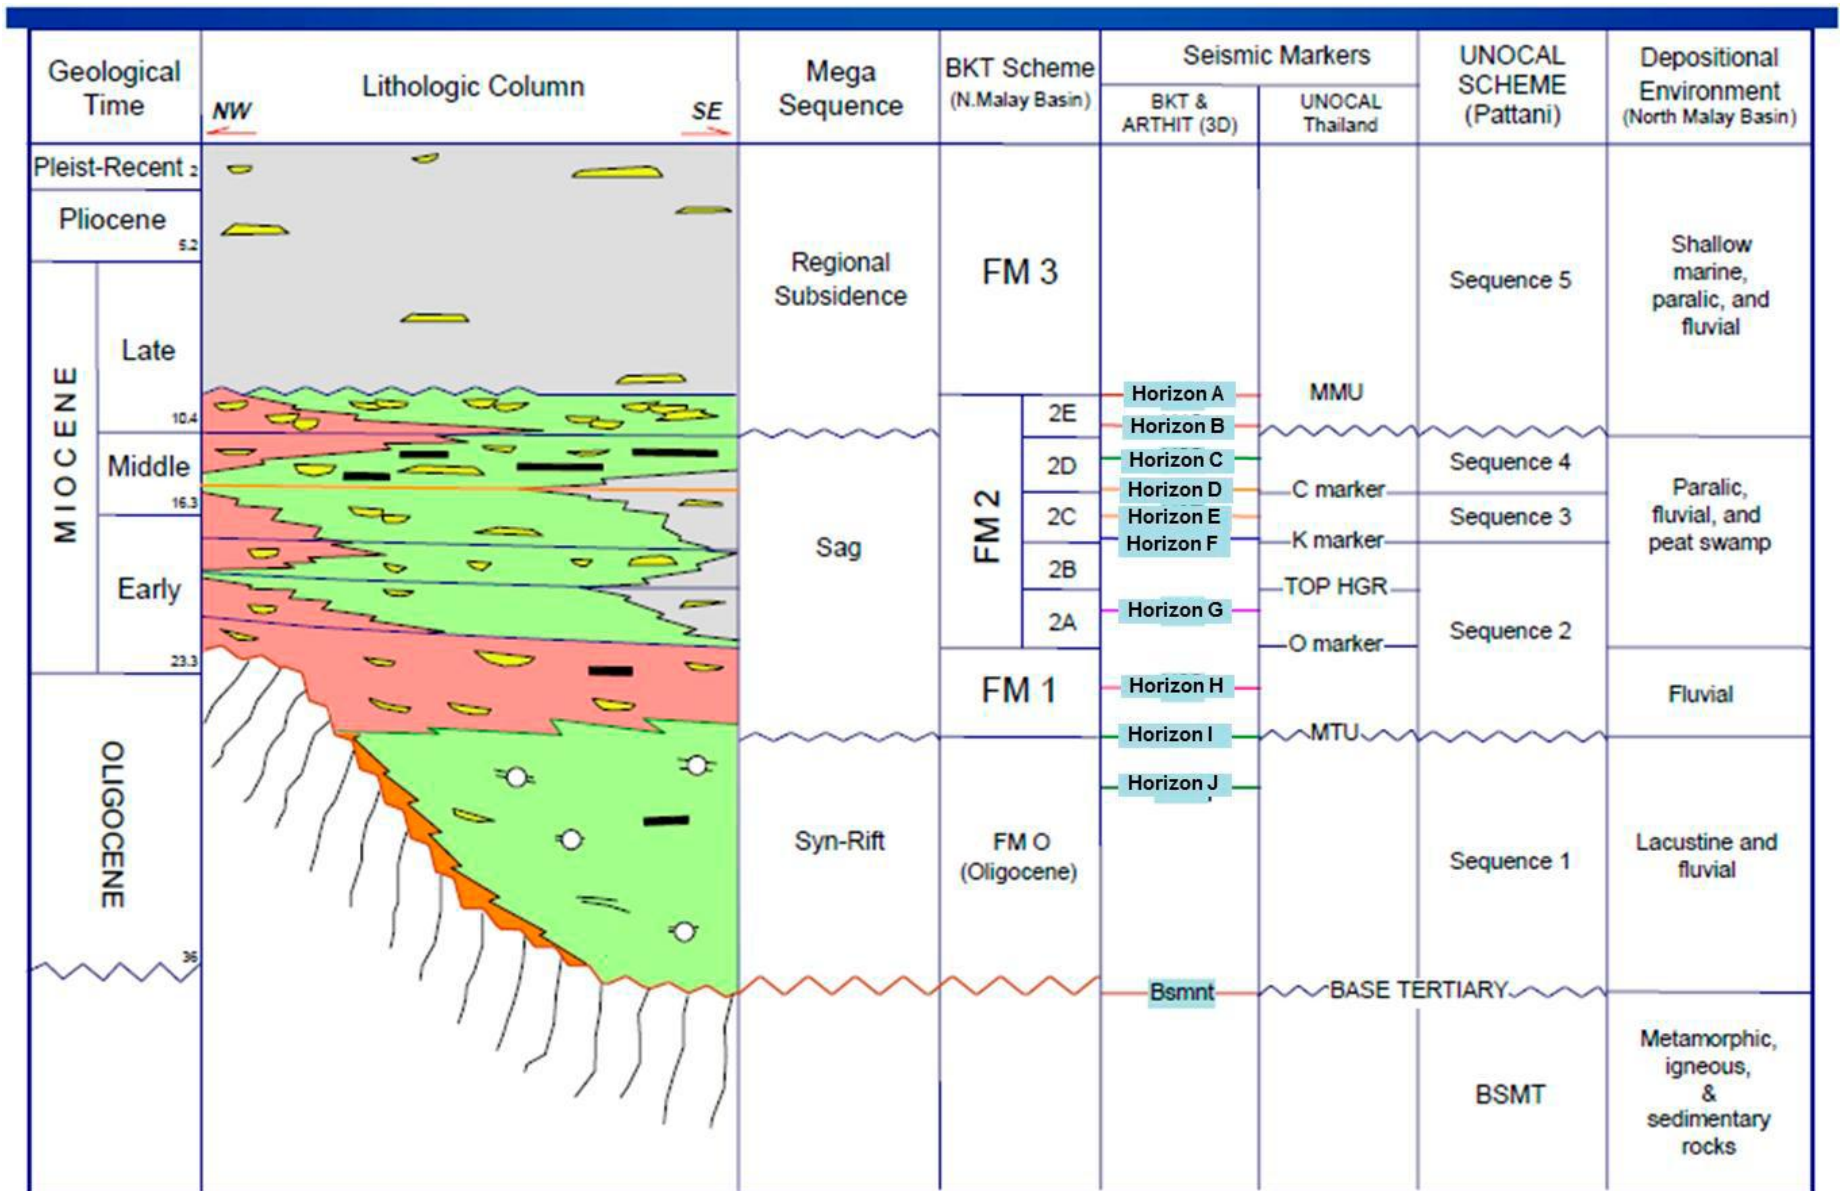 Geological
Time
Lithologic Column
NW
SE
Mega
Sequence
BKT Scheme
(N.Malay Basin)
Seismic Markers
BKT &
ARTHIT (3D)
UNOCAL
Thailand
UNOCAL
SCHEME
(Pattani)
Depositional
Environment
(North Malay Basin)
Pleist-Recent 2
Pliocene
5.2
MIOCENE
Late
10.4
Middle
16.3
Early
23.3
OLIGOCENE
36
Regional
Subsidence
Sag
Syn-Rift
FM 3
FM 2
2E
2D
2C
2B
2A
FM 1
FM O
(Oligocene)
Horizon A
Horizon B
Horizon C
Horizon D
Horizon E
Horizon F
Horizon G
Horizon H
Horizon I
Horizon J
Bsmnt
MMU
C marker
K marker
TOP HGR
O marker
MTU
BASE TERTIARY
Sequence 5
Sequence 4
Sequence 3
Sequence 2
Sequence 1
BSMT
Shallow
marine,
paralic, and
fluvial
Paralic,
fluvial, and
peat swamp
Fluvial
Lacustine and
fluvial
Metamorphic,
igneous,
&
sedimentary
rocks